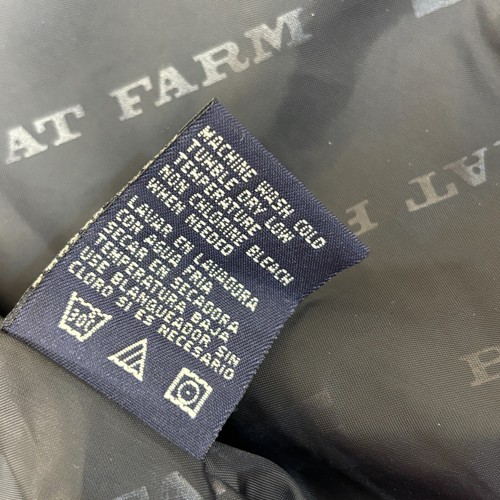 AT FARM
MACHINE WASH COLD
TUMBLE DRY LOW
TEMPERATURE
NON CHLORINE BLEACH
WHEN NEEDED
LAVAR EN LAVADORA
CON AGUA FRIA
SECAR EN SECADORA
TEMPERATURA BAJA
USE BLANQUEADOR SIN
CLORO SI/ES NECESARIO
30
AT F
FARM